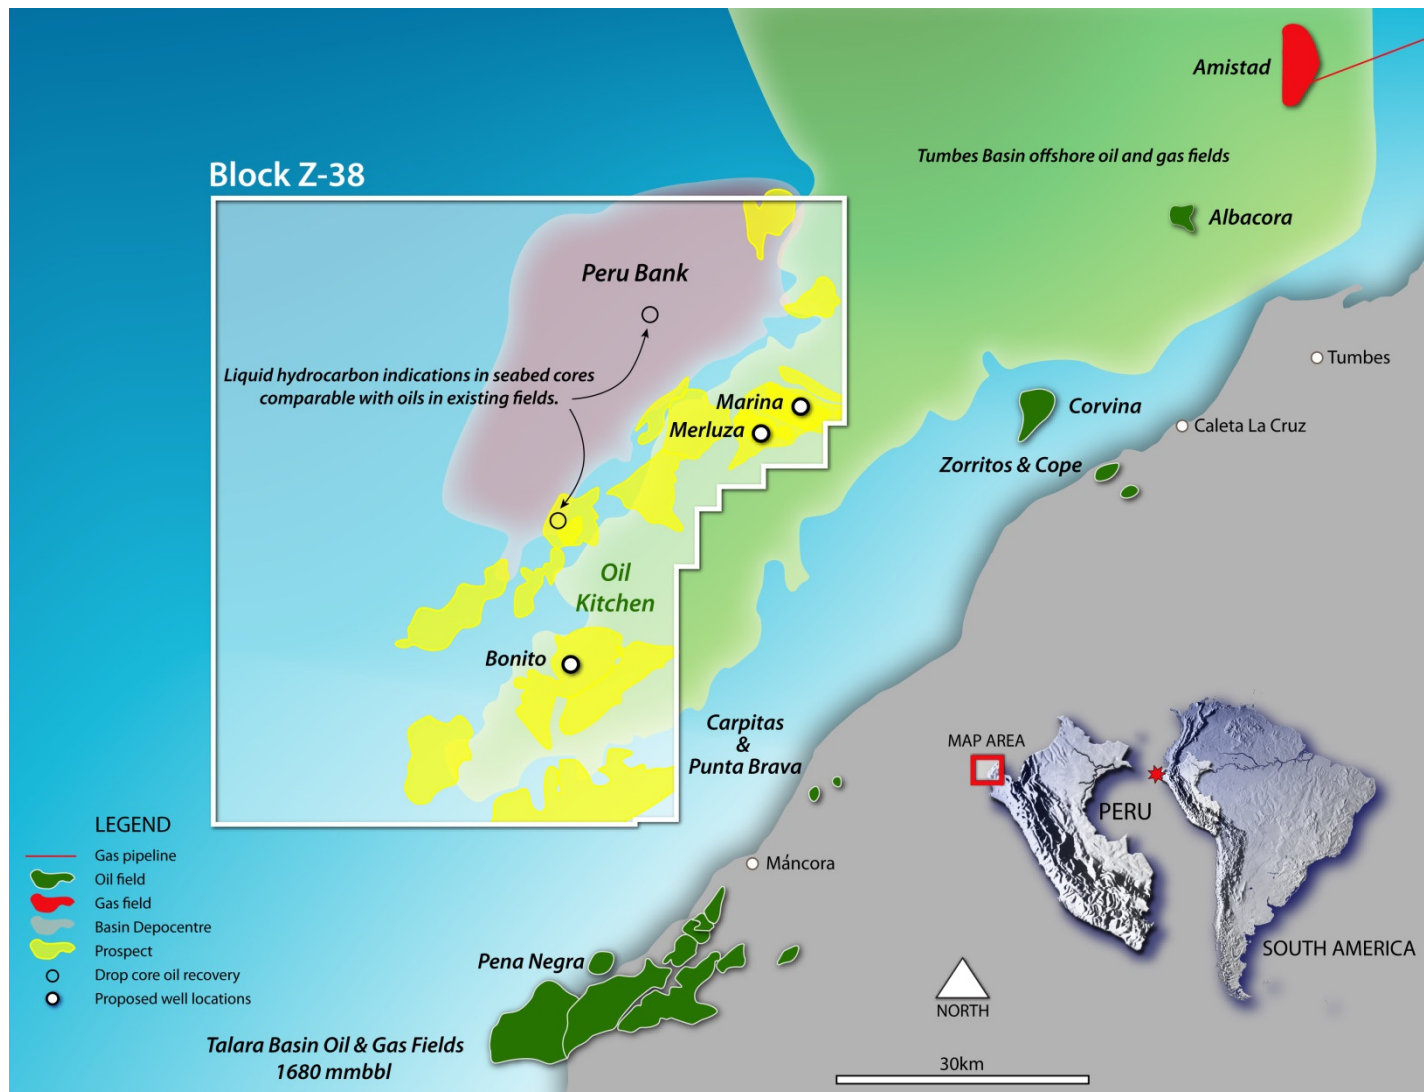 Amistad
Tumbes Basin offshore oil and gas fields
Block Z-38
Albacora
Peru Bank
Tumbes
Liquid hydrocarbon indications in seabed cores
comparable with oils in existing fields.
Marina
Merluza
Corvina
Caleta La Cruz
Zorritos & Cope
Oil
Kitchen
Bonito
Carpitas
&
Punta Brava
MAP AREA
PERU
SOUTH AMERICA
LEGEND
Gas pipeline
Oil field
Gas field
Basin Depocentre
Prospect
Drop core oil recovery
Proposed well locations
Máncora
Pena Negra
NORTH
Talara Basin Oil & Gas Fields
1680 mmbbl
30km